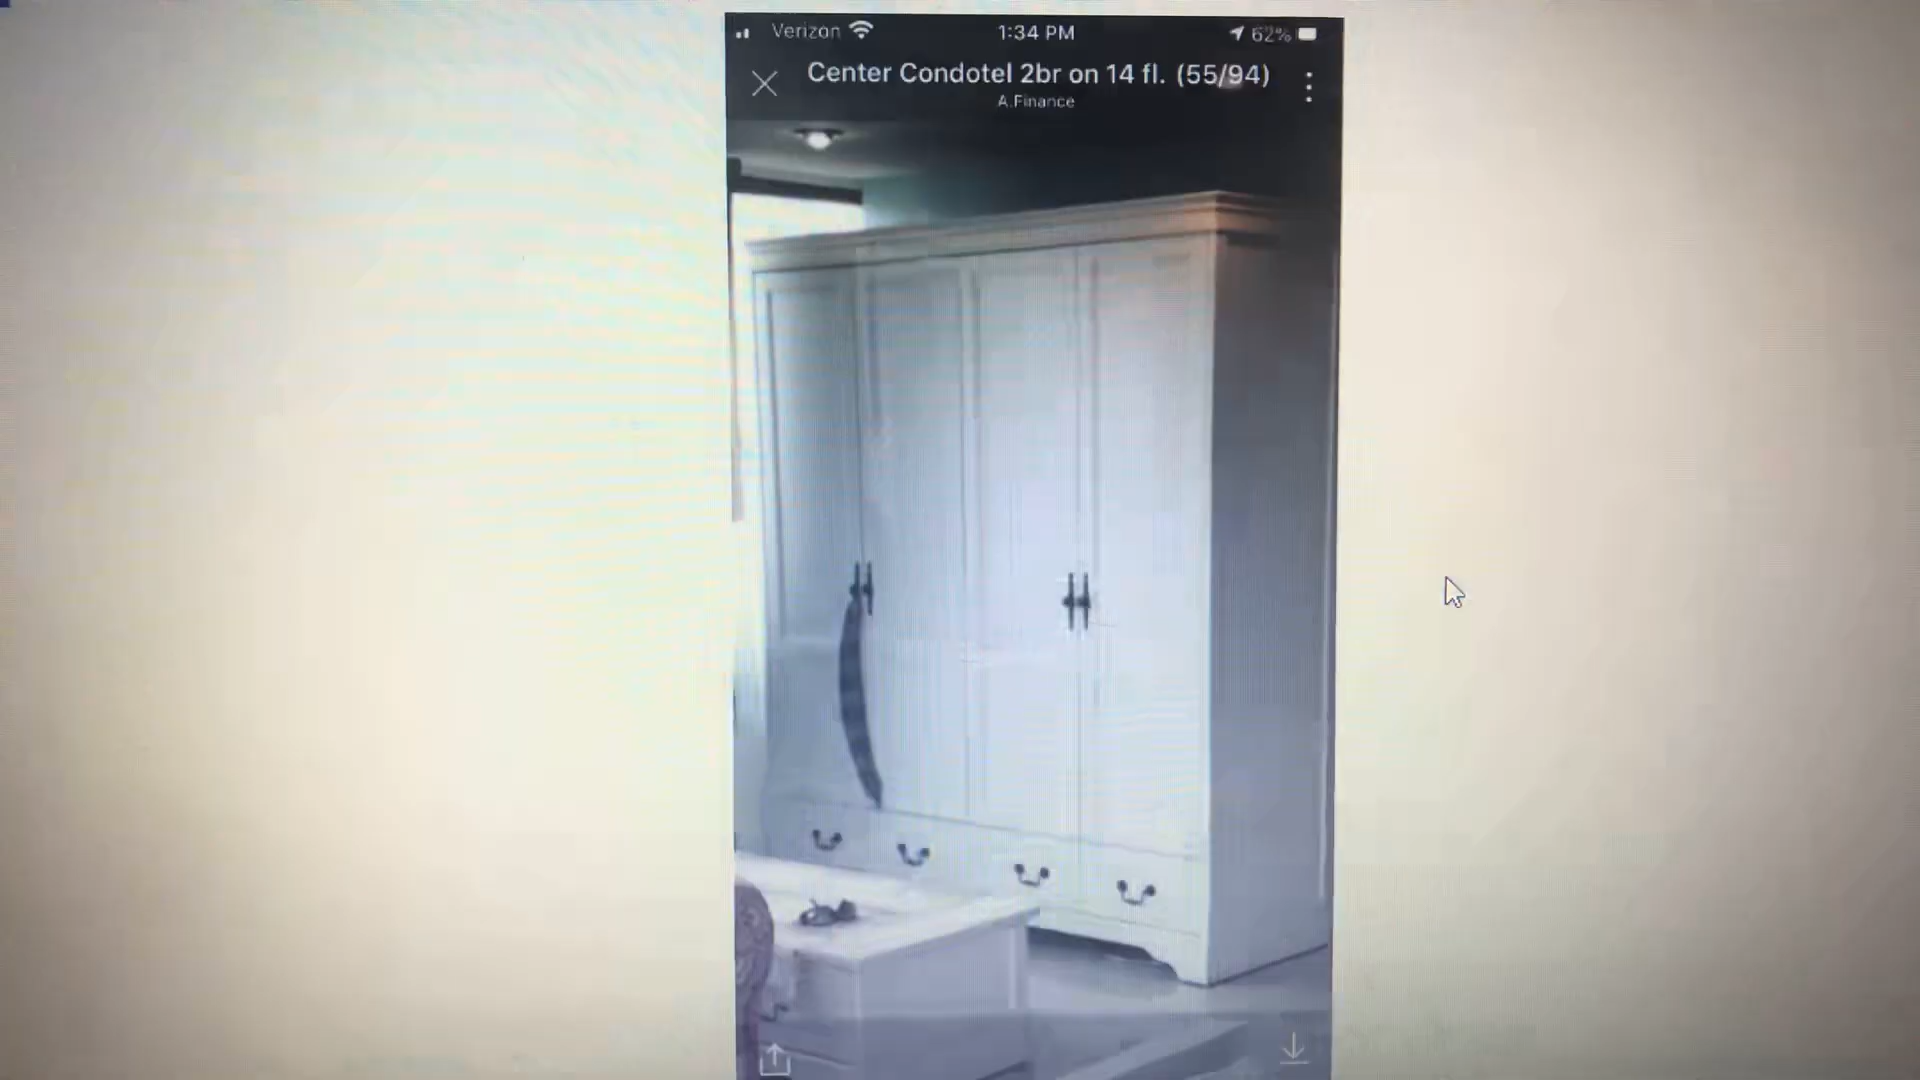 Verizon 1:34 PM 62%
Center Condotel 2br on 14 fl. (55/94)
A.Finance